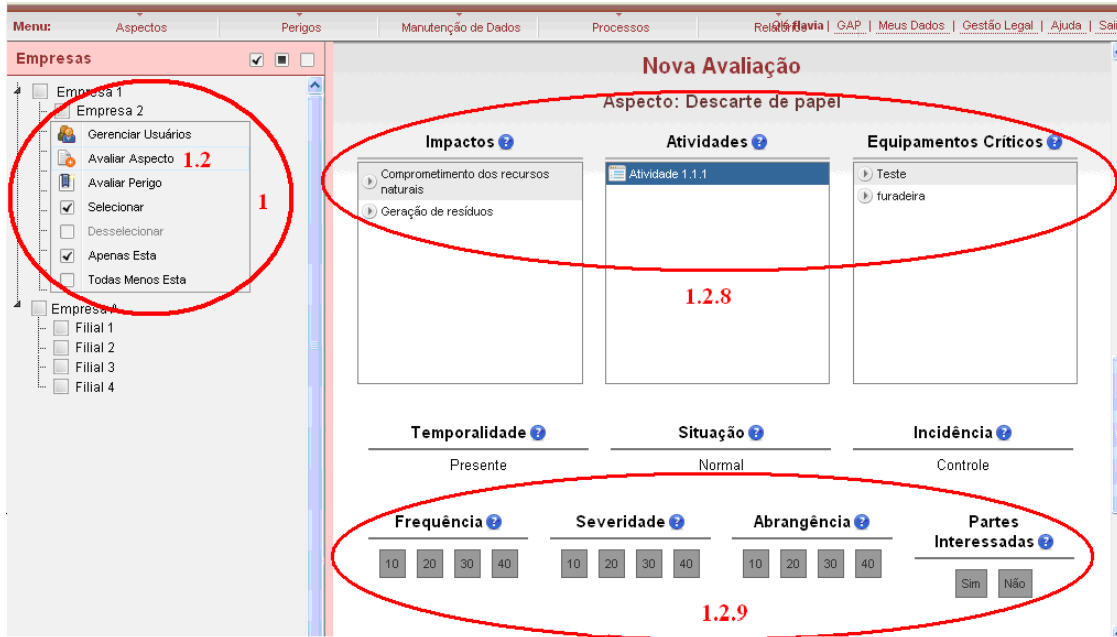 Menu: Aspectos Perigos Manutenção de Dados Processos Relatórios Olá flavia | GAP | Meus Dados | Gestão Legal | Ajuda | Sair
Empresas
Empresa 1
Empresa 2
Gerenciar Usuários
Avaliar Aspecto 1.2
Avaliar Perigo
Selecionar 1
Desselecionar
Apenas Esta
Todas Menos Esta
Empresa A
Filial 1
Filial 2
Filial 3
Filial 4
Nova Avaliação
Aspecto: Descarte de papel
Impactos ? Atividades ? Equipamentos Críticos ?
Comprometimento dos recursos
naturais
Geração de resíduos
Atividade 1.1.1
Teste
furadeira
1.2.8
Temporalidade ? Situação ? Incidência ?
Presente Normal Controle
Frequência ? Severidade ? Abrangência ? Partes
Interessadas ?
10 20 30 40 10 20 30 40 10 20 30 40
Sim Não
1.2.9